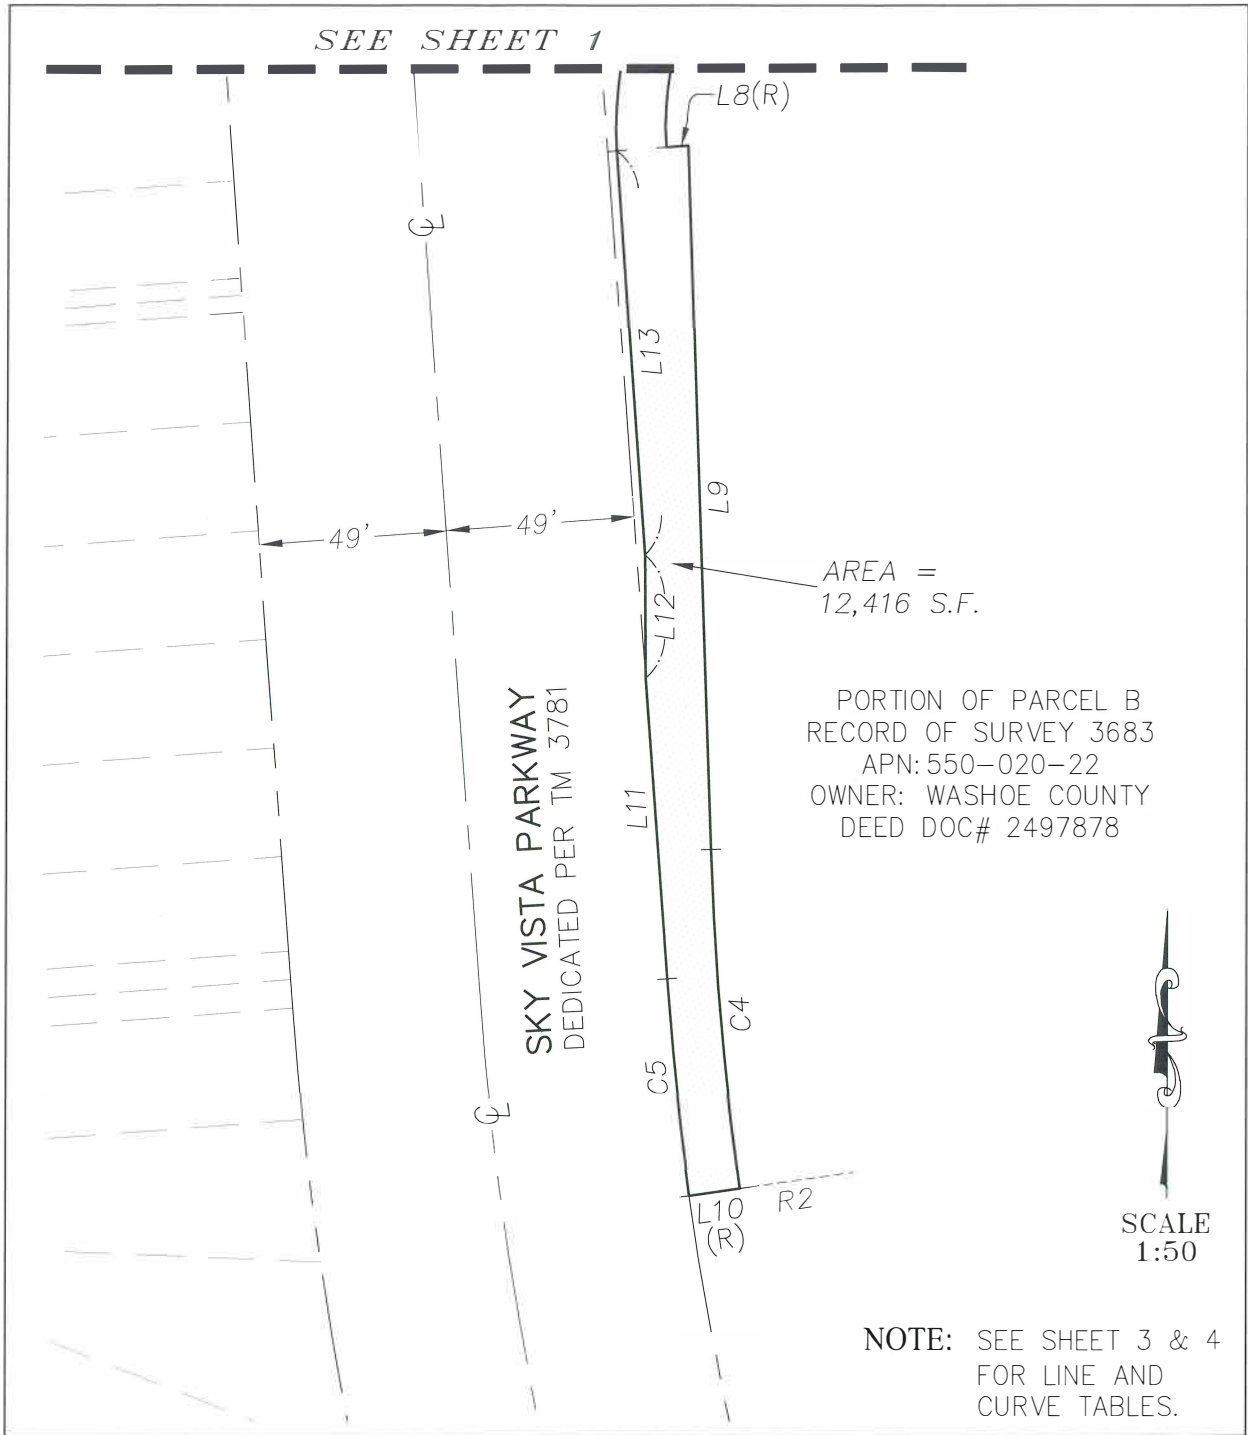 SEE SHEET 1
L8(R)
L13
L9
49'
49'
AREA =
12,416 S.F.
L12
PORTION OF PARCEL B
RECORD OF SURVEY 3683
APN: 550-020-22
OWNER: WASHOE COUNTY
DEED DOC# 2497878
SKY VISTA PARKWAY
DEDICATED PER TM 3781
L11
C4
C5
L10
(R)
R2
SCALE
1:50
NOTE: SEE SHEET 3 & 4
FOR LINE AND
CURVE TABLES.